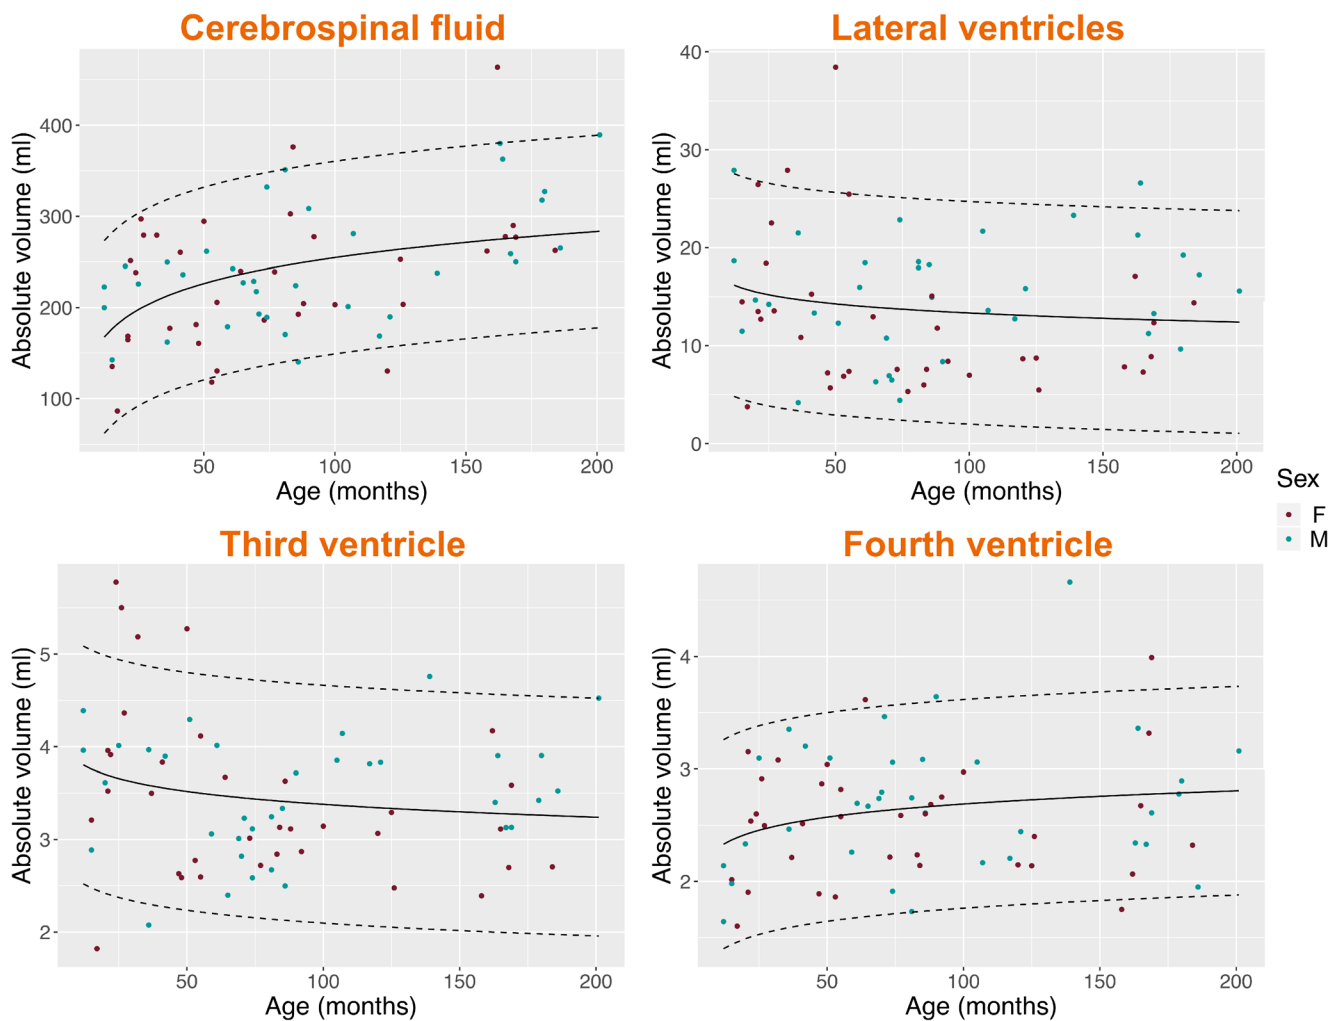 Cerebrospinal fluid
Absolute volume (ml)
400
300
200
100
50 100 150 200
Age (months)
Lateral ventricles
Absolute volume (ml)
40
30
20
10
0
50 100 150 200
Age (months)
Sex
F
M
Third ventricle
Absolute volume (ml)
5
4
3
2
50 100 150 200
Age (months)
Fourth ventricle
Absolute volume (ml)
4
3
2
50 100 150 200
Age (months)